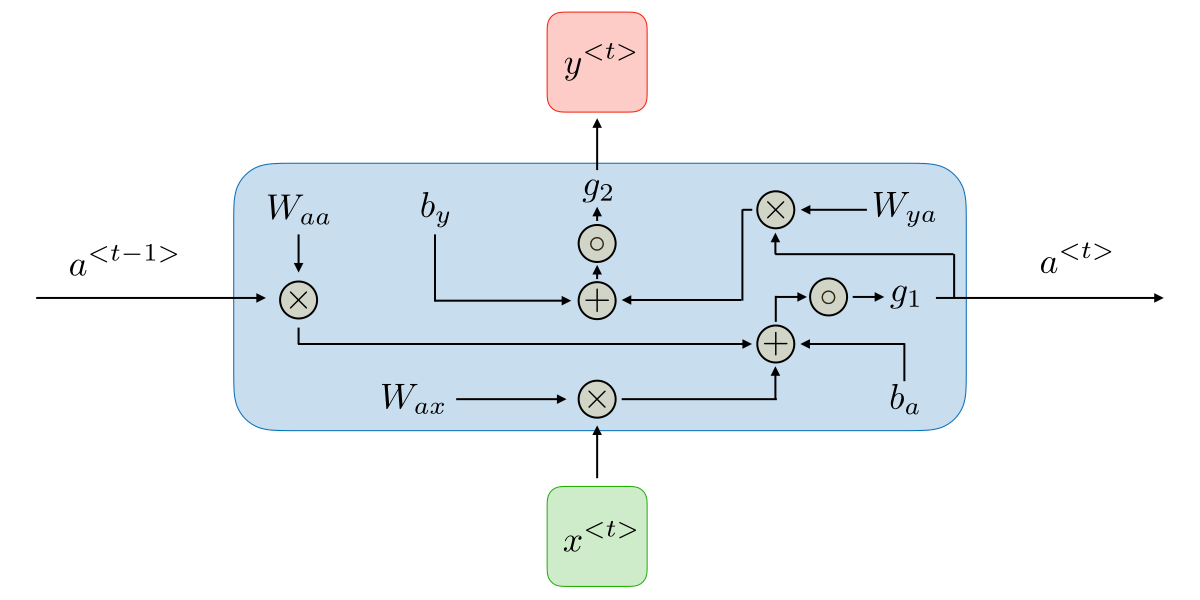 y^{<t>}
g_2
W_{aa}
b_y
W_{ya}
a^{<t-1>}
a^{<t>}
g_1
W_{ax}
b_a
x^{<t>}